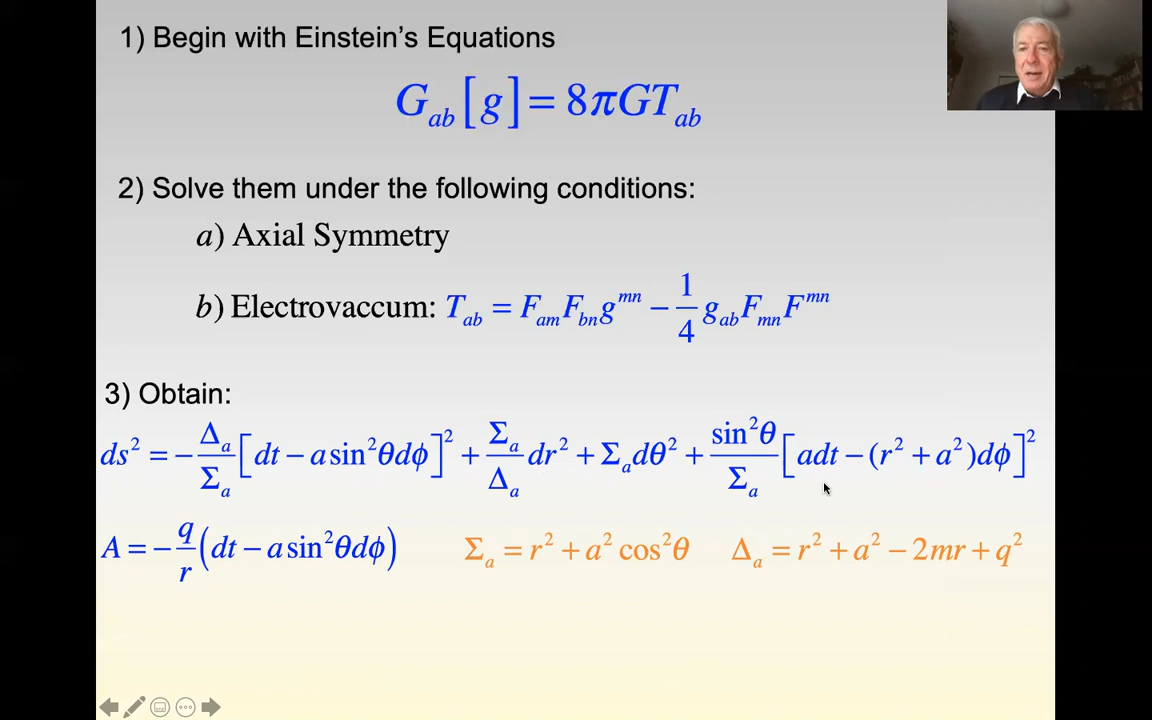 1) Begin with Einstein's Equations
G_ab[g] = 8πGT_ab
2) Solve them under the following conditions:
a) Axial Symmetry
b) Electrovaccum: T_ab = F_am F_bn g^mn − 1/4 g_ab F_mn F^mn
3) Obtain:
ds² = − Δ_a/Σ_a [dt − a sin²θdϕ]² + Σ_a/Δ_a dr² + Σ_a dθ² + sin²θ/Σ_a [adt − (r² + a²)dϕ]²
A = − q/r (dt − a sin²θdϕ) Σ_a = r² + a² cos²θ Δ_a = r² + a² − 2mr + q²